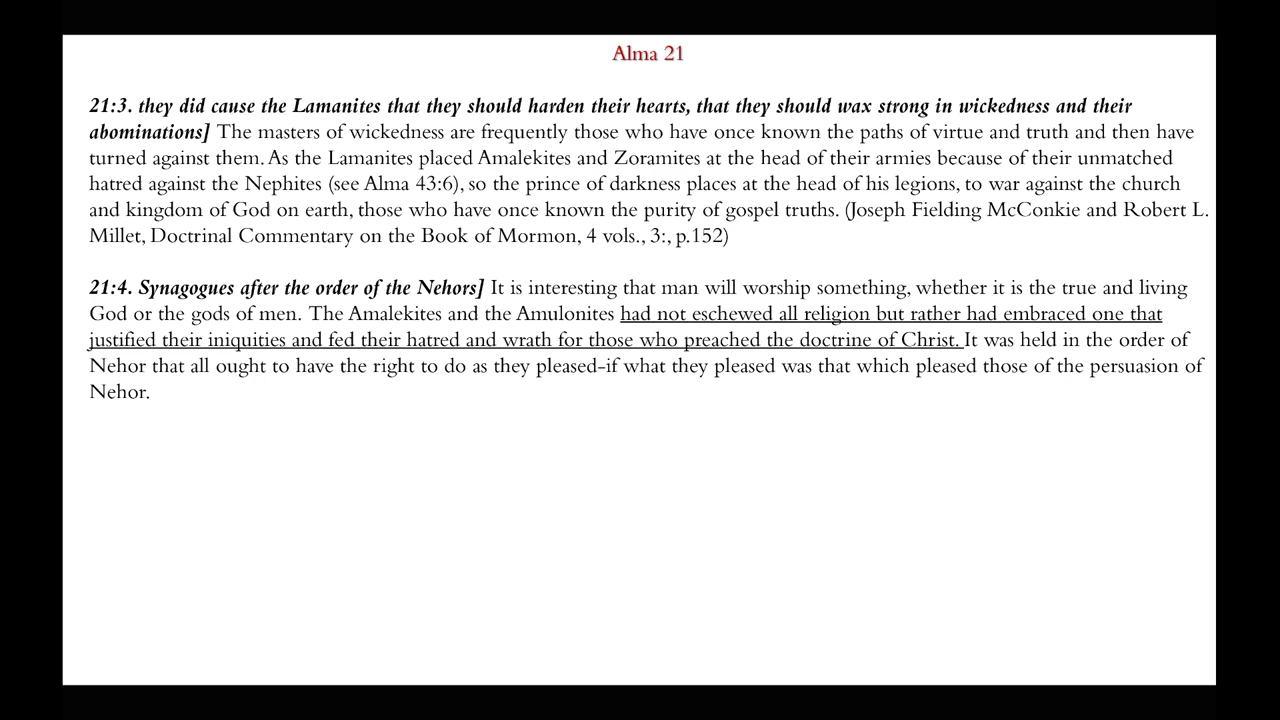 Alma 21
21:3. they did cause the Lamanites that they should harden their hearts, that they should wax strong in wickedness and their
abominations] The masters of wickedness are frequently those who have once known the paths of virtue and truth and then have
turned against them. As the Lamanites placed Amalekites and Zoramites at the head of their armies because of their unmatched
hatred against the Nephites (see Alma 43:6), so the prince of darkness places at the head of his legions, to war against the church
and kingdom of God on earth, those who have once known the purity of gospel truths. (Joseph Fielding McConkie and Robert L.
Millet, Doctrinal Commentary on the Book of Mormon, 4 vols., 3:, p.152)
21:4. Synagogues after the order of the Nehors] It is interesting that man will worship something, whether it is the true and living
God or the gods of men. The Amalekites and the Amulonites had not eschewed all religion but rather had embraced one that
justified their iniquities and fed their hatred and wrath for those who preached the doctrine of Christ. It was held in the order of
Nehor that all ought to have the right to do as they pleased-if what they pleased was that which pleased those of the persuasion of
Nehor.